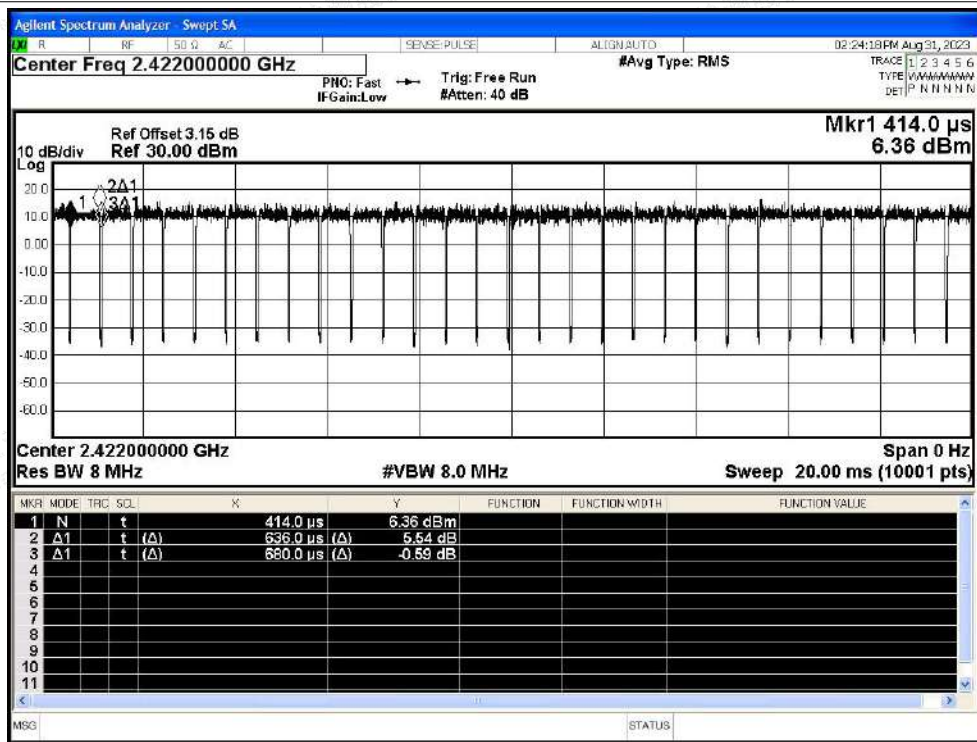 Agilent Spectrum Analyzer - Swept SA
LXI R RF 50 Ω AC SENSE:PULSE ALIGN AUTO 02:24:18 PM Aug 31, 2023
Center Freq 2.422000000 GHz
#Avg Type: RMS
TRACE 1 2 3 4 5 6
PNO: Fast
Trig: Free Run
TYPE
IFGain:Low
#Atten: 40 dB
DET P N N N N N
Mkr1 414.0 µs
6.36 dBm
Ref Offset 3.15 dB
10 dB/div Ref 30.00 dBm
Log
20.0
2Δ1
1
3Δ1
10.0
0.00
-10.0
-20.0
-30.0
-40.0
-50.0
-60.0
Center 2.422000000 GHz Span 0 Hz
Res BW 8 MHz #VBW 8.0 MHz Sweep 20.00 ms (10001 pts)
MKR MODE TRC SCL X Y FUNCTION FUNCTION WIDTH FUNCTION VALUE
1 N t 414.0 µs 6.36 dBm
2 Δ1 t (Δ) 636.0 µs (Δ) 5.54 dB
3 Δ1 t (Δ) 680.0 µs (Δ) -0.59 dB
4
5
6
7
8
9
10
11
MSG STATUS